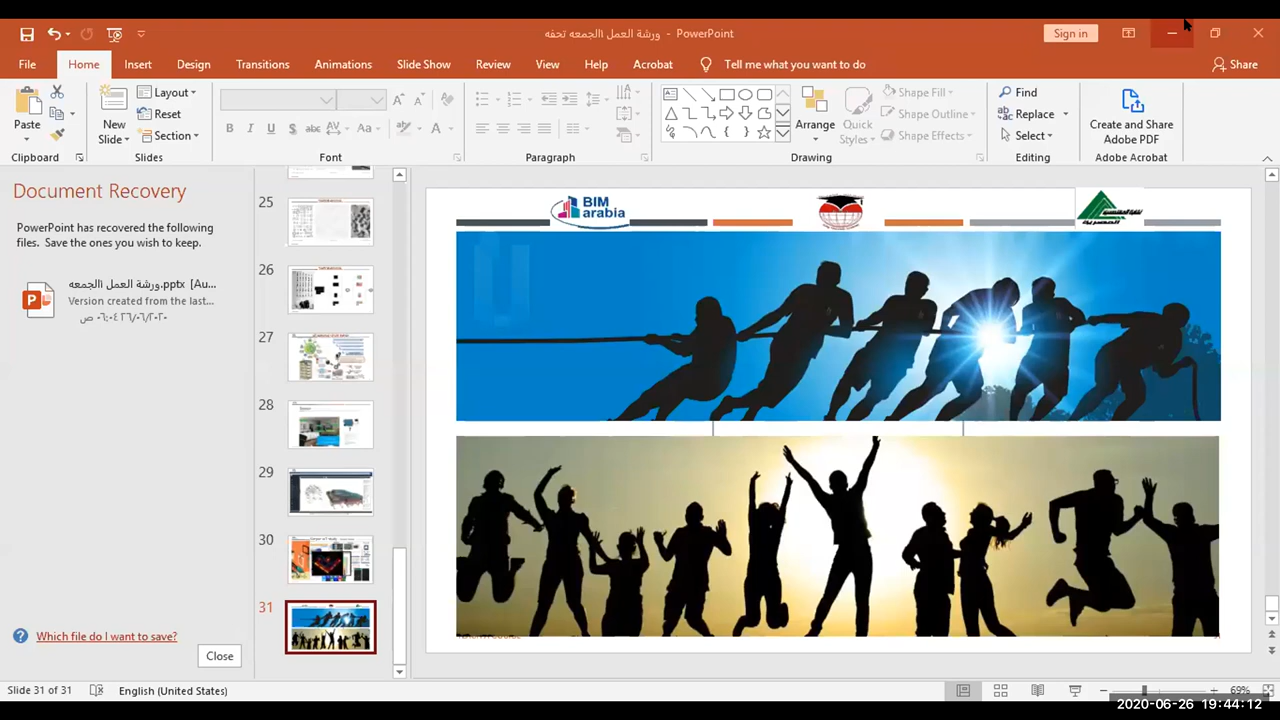 ورشة العمل االجمعه تحفه - PowerPoint
Sign in
File Home Insert Design Transitions Animations Slide Show Review View Help Acrobat Tell me what you want to do Share
Paste
New Slide
Layout
Reset
Section
B I U S abc AV Aa A
Arrange
Quick Styles
Shape Fill
Shape Outline
Shape Effects
Find
Replace
Select
Create and Share Adobe PDF
Clipboard Slides Font Paragraph Drawing Editing Adobe Acrobat
Document Recovery
PowerPoint has recovered the following
files. Save the ones you wish to keep.
ورشة العمل االجمعه.pptx [Au...
Version created from the last...
Which file do I want to save?
Close
25
26
27
28
29
30
31
BIM
arabia
Slide 31 of 31 English (United States) 69%
2020-06-26 19:44:12